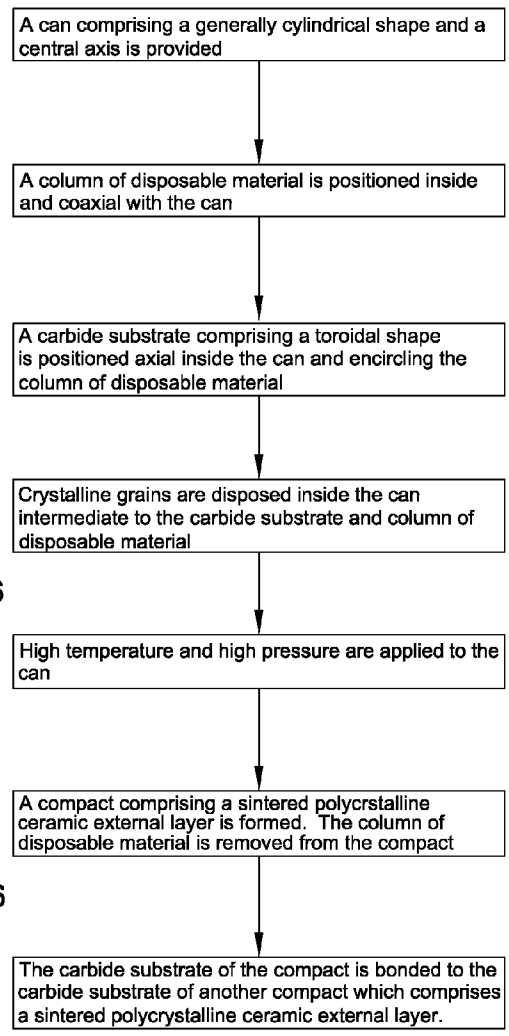 A can comprising a generally cylindrical shape and a
central axis is provided
A column of disposable material is positioned inside
and coaxial with the can
A carbide substrate comprising a toroidal shape
is positioned axial inside the can and encircling the
column of disposable material
Crystalline grains are disposed inside the can
intermediate to the carbide substrate and column of
disposable material
6
High temperature and high pressure are applied to the
can
A compact comprising a sintered polycrstalline
ceramic external layer is formed. The column of
disposable material is removed from the compact
6
The carbide substrate of the compact is bonded to the
carbide substrate of another compact which comprises
a sintered polycrystalline ceramic external layer.